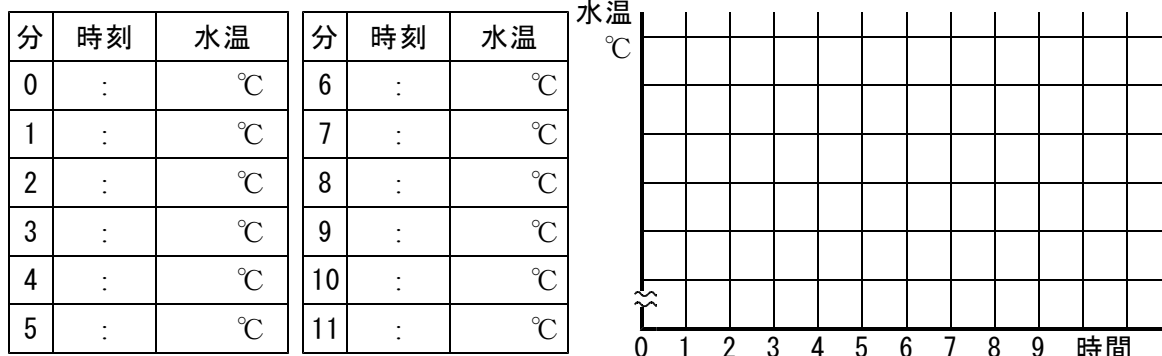 分 時刻 水温
0 : ℃
1 : ℃
2 : ℃
3 : ℃
4 : ℃
5 : ℃
分 時刻 水温
6 : ℃
7 : ℃
8 : ℃
9 : ℃
10 : ℃
11 : ℃
水温
℃
0 1 2 3 4 5 6 7 8 9 時間